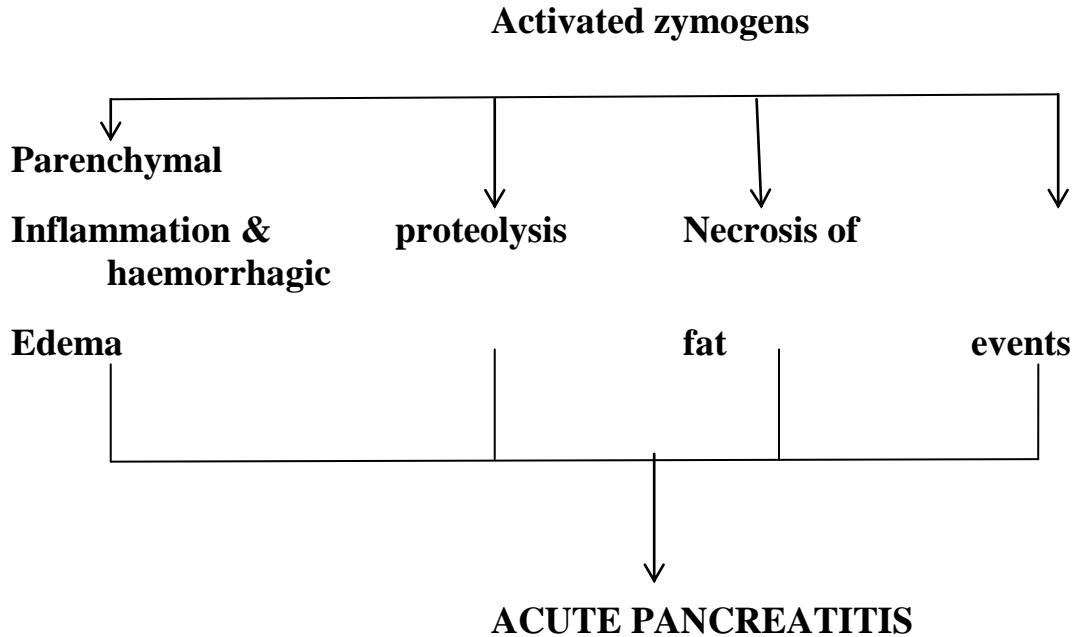 Activated zymogens
Parenchymal
Inflammation & proteolysis Necrosis of
haemorrhagic
Edema fat events
ACUTE PANCREATITIS